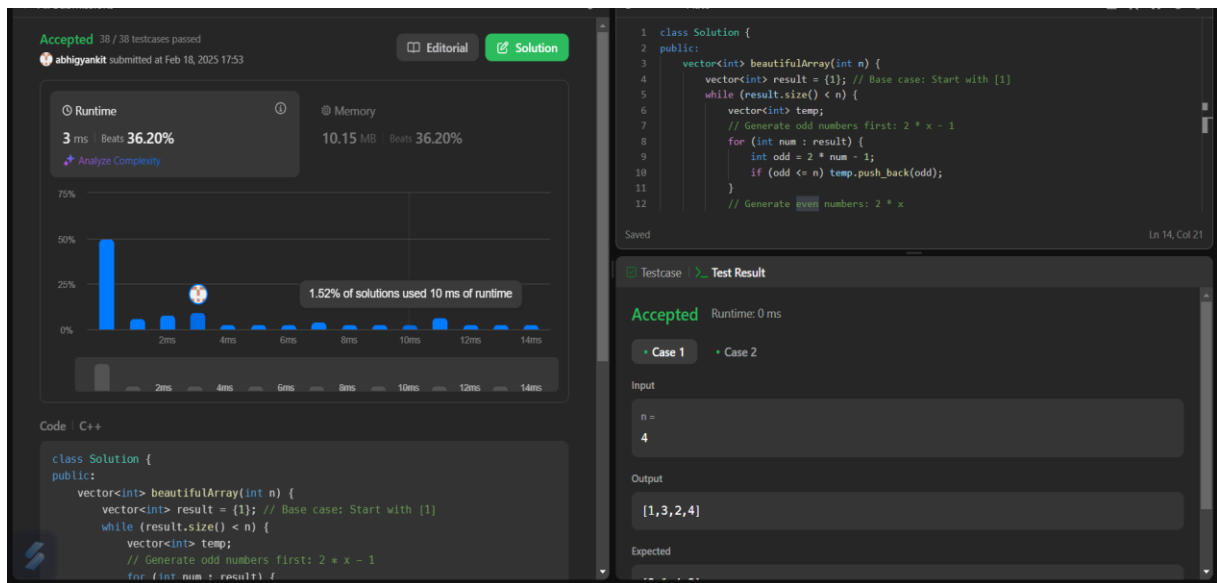 Accepted 38 / 38 testcases passed
abhigyankit submitted at Feb 18, 2025 17:53
Editorial
Solution
Runtime
3 ms | Beats 36.20%
Analyze Complexity
Memory
10.15 MB | Beats 36.20%
75%
50%
25%
0%
1.52% of solutions used 10 ms of runtime
2ms 4ms 6ms 8ms 10ms 12ms 14ms
2ms 4ms 6ms 8ms 10ms 12ms 14ms
Code | C++
class Solution {
public:
vector<int> beautifulArray(int n) {
vector<int> result = {1}; // Base case: Start with [1]
while (result.size() < n) {
vector<int> temp;
// Generate odd numbers first: 2 * x - 1
for (int num : result) {
1 class Solution {
2 public:
3 vector<int> beautifulArray(int n) {
4 vector<int> result = {1}; // Base case: Start with [1]
5 while (result.size() < n) {
6 vector<int> temp;
7 // Generate odd numbers first: 2 * x - 1
8 for (int num : result) {
9 int odd = 2 * num - 1;
10 if (odd <= n) temp.push_back(odd);
11 }
12 // Generate even numbers: 2 * x
Saved
Ln 14, Col 21
Testcase | Test Result
Accepted Runtime: 0 ms
Case 1
Case 2
Input
n =
4
Output
[1,3,2,4]
Expected